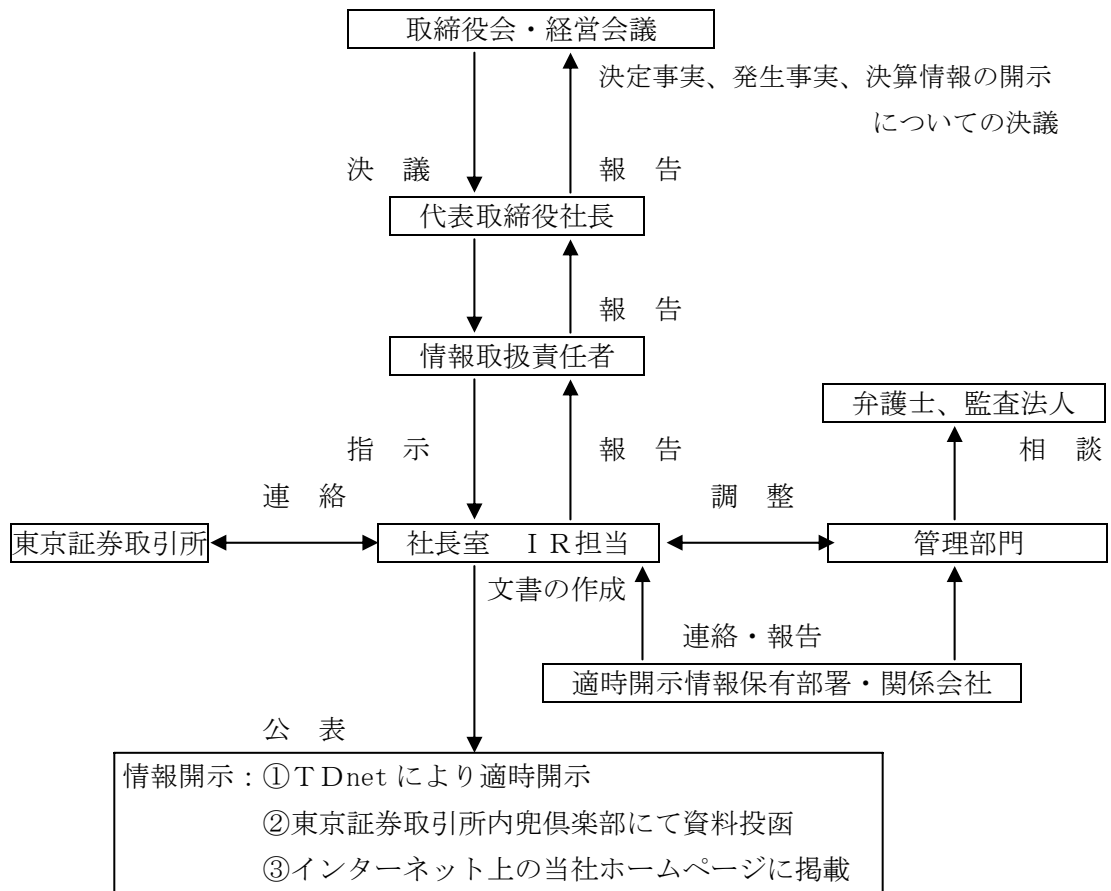 取締役会・経営会議
決定事実、発生事実、決算情報の開示
についての決議
決　議
報　告
代表取締役社長
報　告
情報取扱責任者
弁護士、監査法人
指　示
報　告
相　談
連　絡
調　整
東京証券取引所
社長室　ＩＲ担当
管理部門
文書の作成
連絡・報告
適時開示情報保有部署・関係会社
公　表
情報開示：①ＴＤnetにより適時開示
②東京証券取引所内兜倶楽部にて資料投函
③インターネット上の当社ホームページに掲載